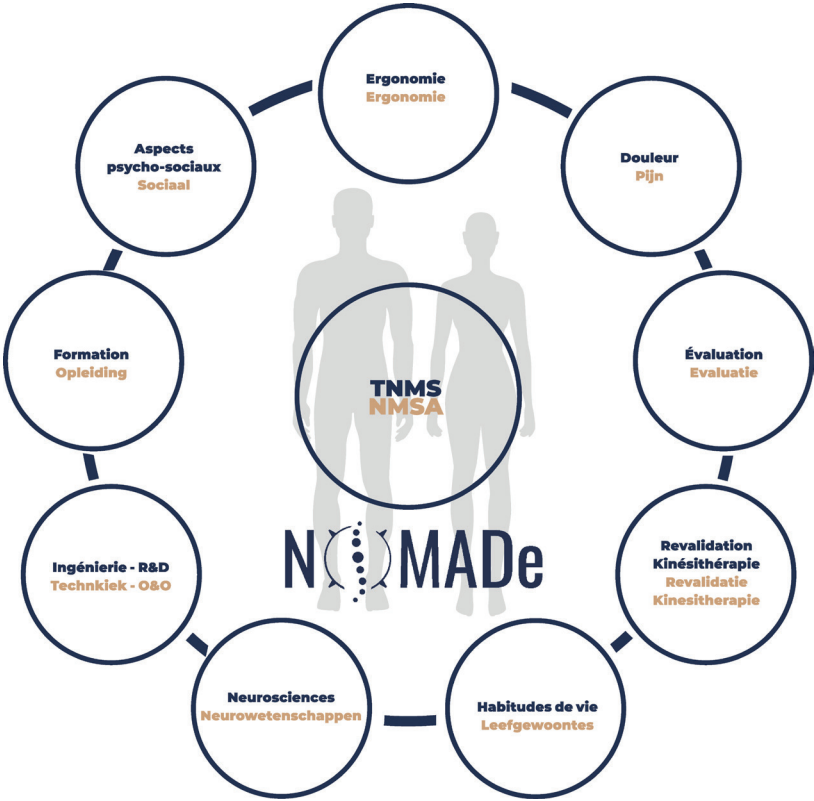 Ergonomie
Ergonomie
Douleur
Pijn
Évaluation
Evaluatie
Revalidation
Kinésithérapie
Revalidatie
Kinesitherapie
Habitudes de vie
Leefgewoontes
Neurosciences
Neurowetenschappen
Ingénierie - R&D
Technkiek - O&O
Formation
Opleiding
Aspects
psycho-sociaux
Sociaal
TNMS
NMSA
NOMADe